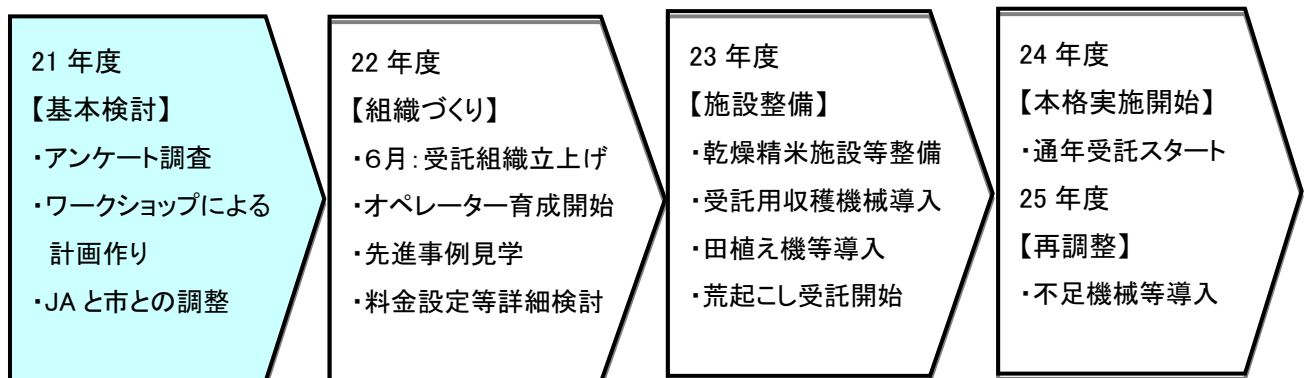 21 年度
【基本検討】
・アンケート調査
・ワークショップによる
計画作り
・JA と市との調整
22 年度
【組織づくり】
・６月：受託組織立上げ
・オペレーター育成開始
・先進事例見学
・料金設定等詳細検討
23 年度
【施設整備】
・乾燥精米施設等整備
・受託用収穫機械導入
・田植え機等導入
・荒起こし受託開始
24 年度
【本格実施開始】
・通年受託スタート
25 年度
【再調整】
・不足機械等導入